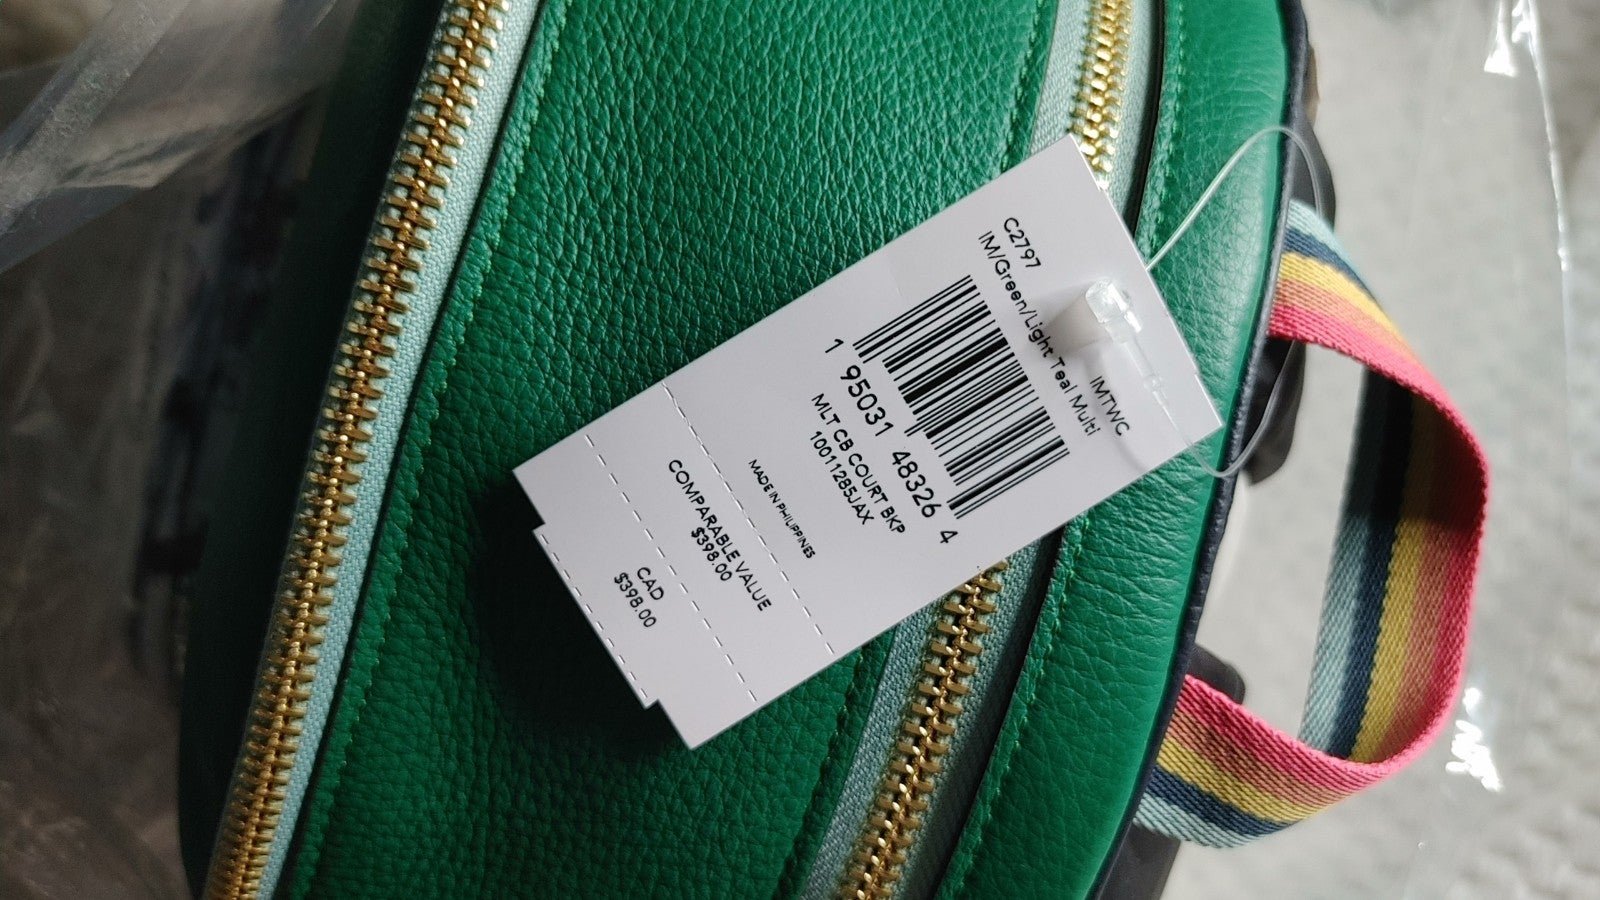 C2797
IMTWC
IM/Green/Light Teal Multi
1 95031 48326 4
MLT CB COURT BKP
10011285JAX
MADE IN PHILIPPINES
COMPARABLE VALUE
$398.00
CAD
$398.00